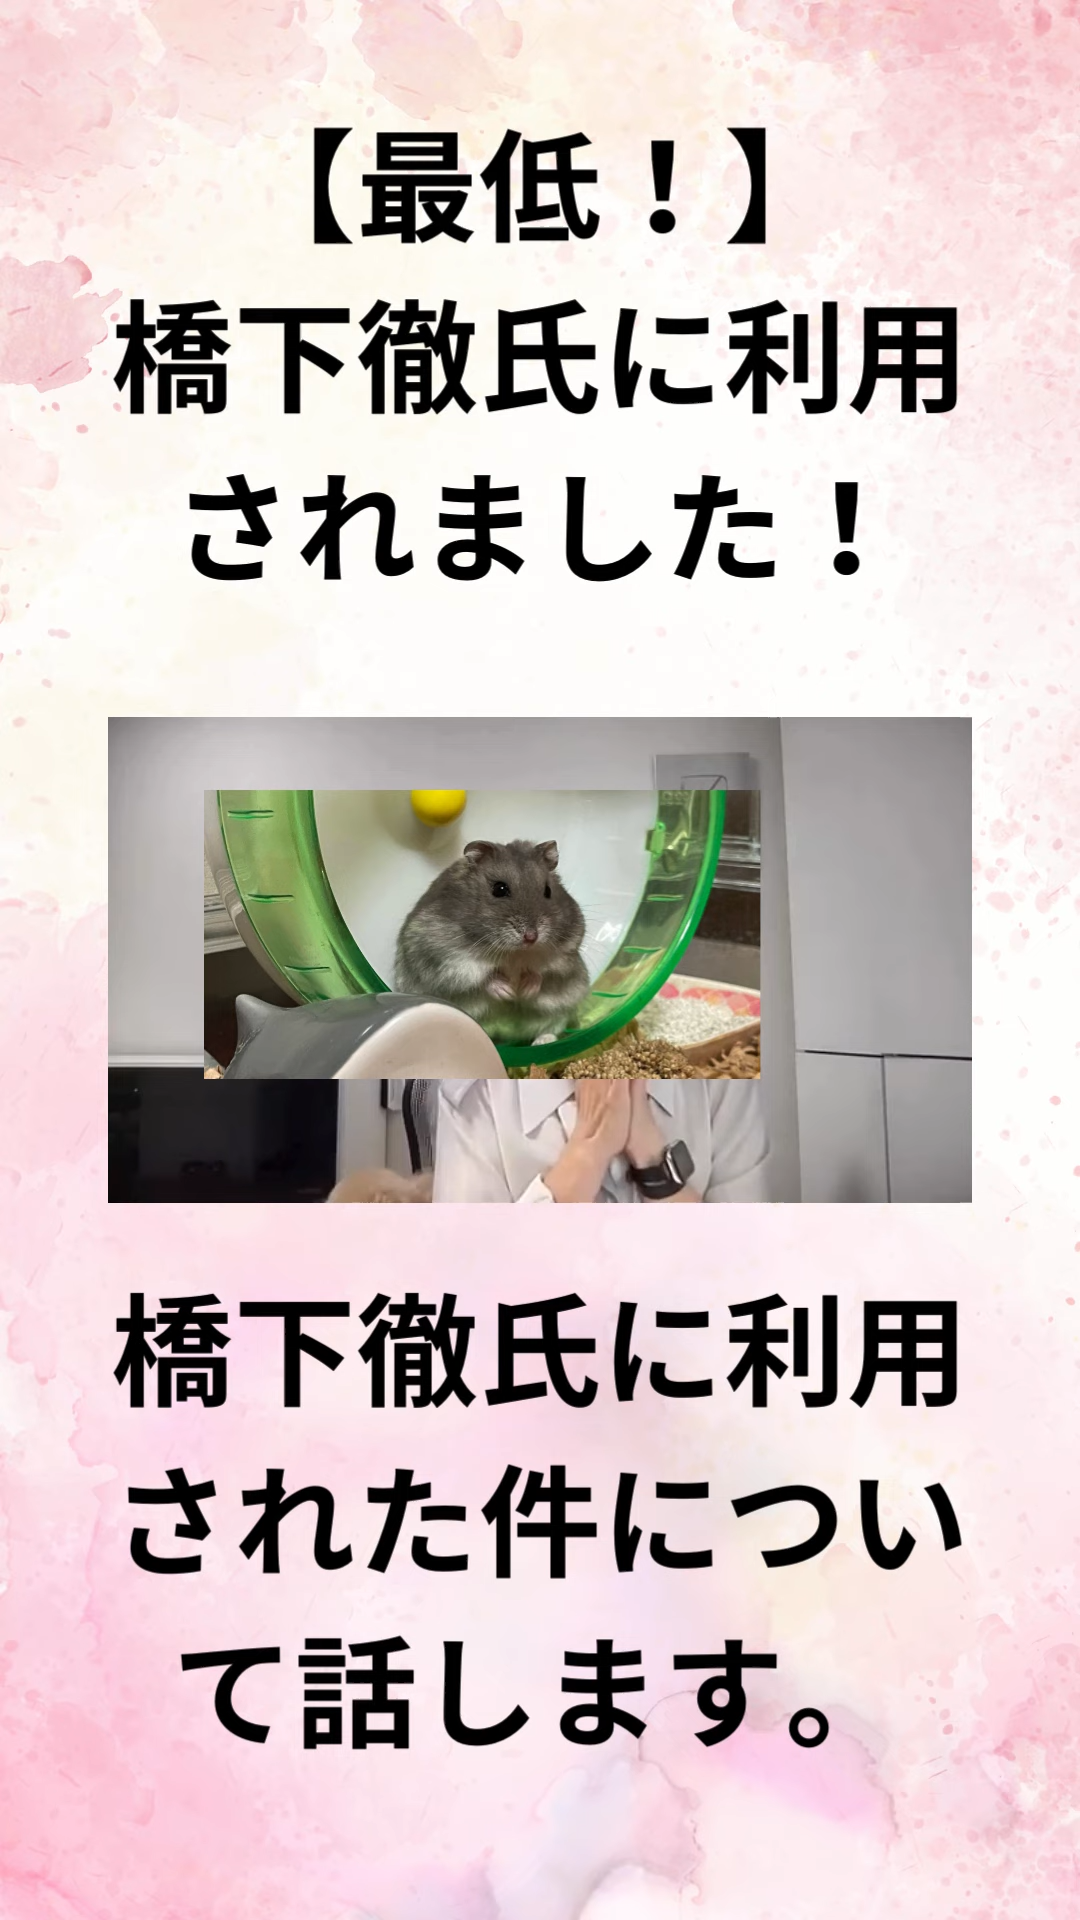 【最低！】
橋下徹氏に利用
されました！
橋下徹氏に利用
された件につい
て話します。